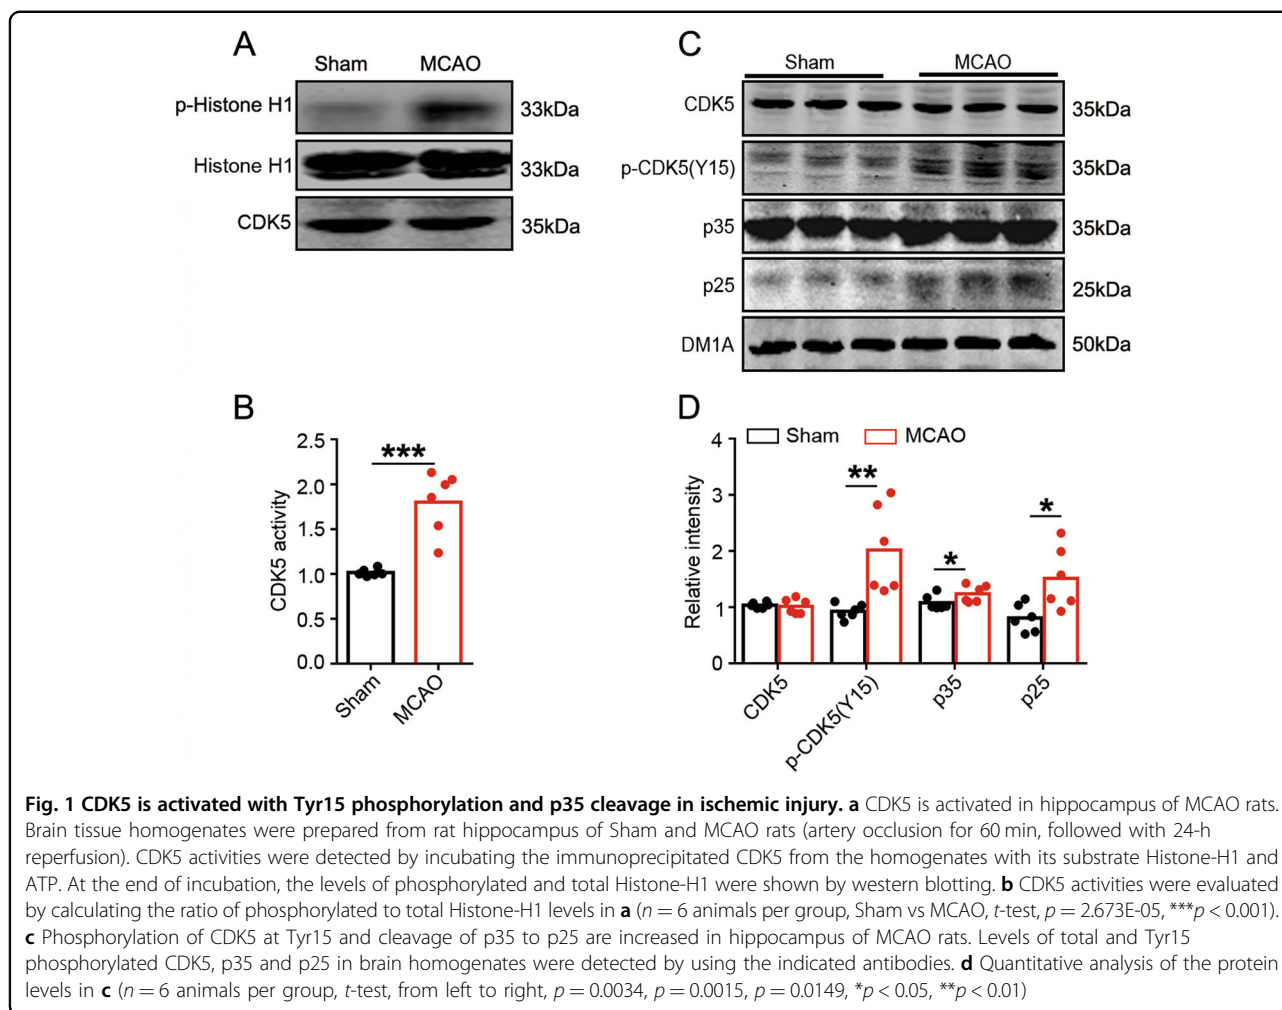 A
Sham MCAO
p-Histone H1 33kDa
Histone H1 33kDa
CDK5 35kDa
C
Sham MCAO
CDK5 35kDa
p-CDK5(Y15) 35kDa
p35 35kDa
p25 25kDa
DM1A 50kDa
B
CDK5 activity
2.5
2.0
1.5
1.0
0.5
0.0
***
Sham
MCAO
D
Relative intensity
4
3
2
1
0
Sham MCAO
**
*
*
CDK5
p-CDK5(Y15)
p35
p25
Fig. 1 CDK5 is activated with Tyr15 phosphorylation and p35 cleavage in ischemic injury. a CDK5 is activated in hippocampus of MCAO rats.
Brain tissue homogenates were prepared from rat hippocampus of Sham and MCAO rats (artery occlusion for 60 min, followed with 24-h
reperfusion). CDK5 activities were detected by incubating the immunoprecipitated CDK5 from the homogenates with its substrate Histone-H1 and
ATP. At the end of incubation, the levels of phosphorylated and total Histone-H1 were shown by western blotting. b CDK5 activities were evaluated
by calculating the ratio of phosphorylated to total Histone-H1 levels in a (n = 6 animals per group, Sham vs MCAO, t-test, p = 2.673E-05, ***p < 0.001).
c Phosphorylation of CDK5 at Tyr15 and cleavage of p35 to p25 are increased in hippocampus of MCAO rats. Levels of total and Tyr15
phosphorylated CDK5, p35 and p25 in brain homogenates were detected by using the indicated antibodies. d Quantitative analysis of the protein
levels in c (n = 6 animals per group, t-test, from left to right, p = 0.0034, p = 0.0015, p = 0.0149, *p < 0.05, **p < 0.01)